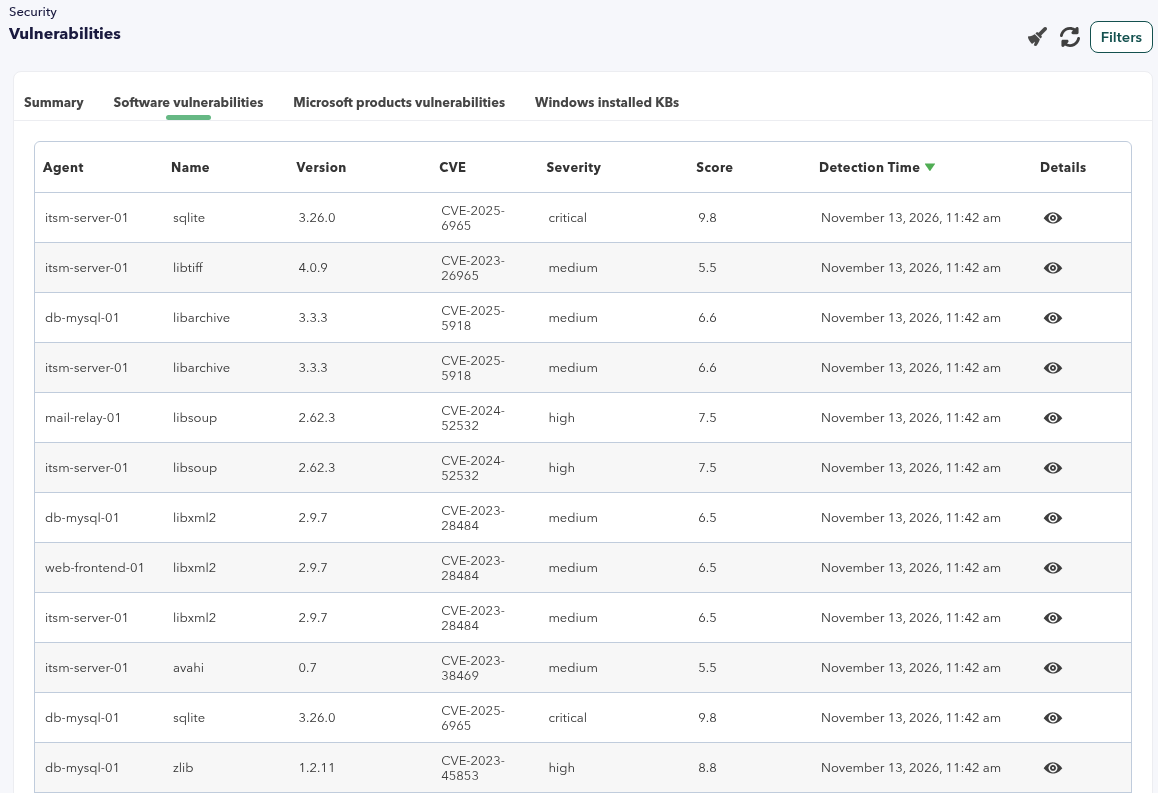 Security
Vulnerabilities
Filters
Summary Software vulnerabilities Microsoft products vulnerabilities Windows installed KBs
Agent Name Version CVE Severity Score Detection Time Details
itsm-server-01 sqlite 3.26.0 CVE-2025-
6965 critical 9.8 November 13, 2026, 11:42 am
itsm-server-01 libtiff 4.0.9 CVE-2023-
26965 medium 5.5 November 13, 2026, 11:42 am
db-mysql-01 libarchive 3.3.3 CVE-2025-
5918 medium 6.6 November 13, 2026, 11:42 am
itsm-server-01 libarchive 3.3.3 CVE-2025-
5918 medium 6.6 November 13, 2026, 11:42 am
mail-relay-01 libsoup 2.62.3 CVE-2024-
52532 high 7.5 November 13, 2026, 11:42 am
itsm-server-01 libsoup 2.62.3 CVE-2024-
52532 high 7.5 November 13, 2026, 11:42 am
db-mysql-01 libxml2 2.9.7 CVE-2023-
28484 medium 6.5 November 13, 2026, 11:42 am
web-frontend-01 libxml2 2.9.7 CVE-2023-
28484 medium 6.5 November 13, 2026, 11:42 am
itsm-server-01 libxml2 2.9.7 CVE-2023-
28484 medium 6.5 November 13, 2026, 11:42 am
itsm-server-01 avahi 0.7 CVE-2023-
38469 medium 5.5 November 13, 2026, 11:42 am
db-mysql-01 sqlite 3.26.0 CVE-2025-
6965 critical 9.8 November 13, 2026, 11:42 am
db-mysql-01 zlib 1.2.11 CVE-2023-
45853 high 8.8 November 13, 2026, 11:42 am